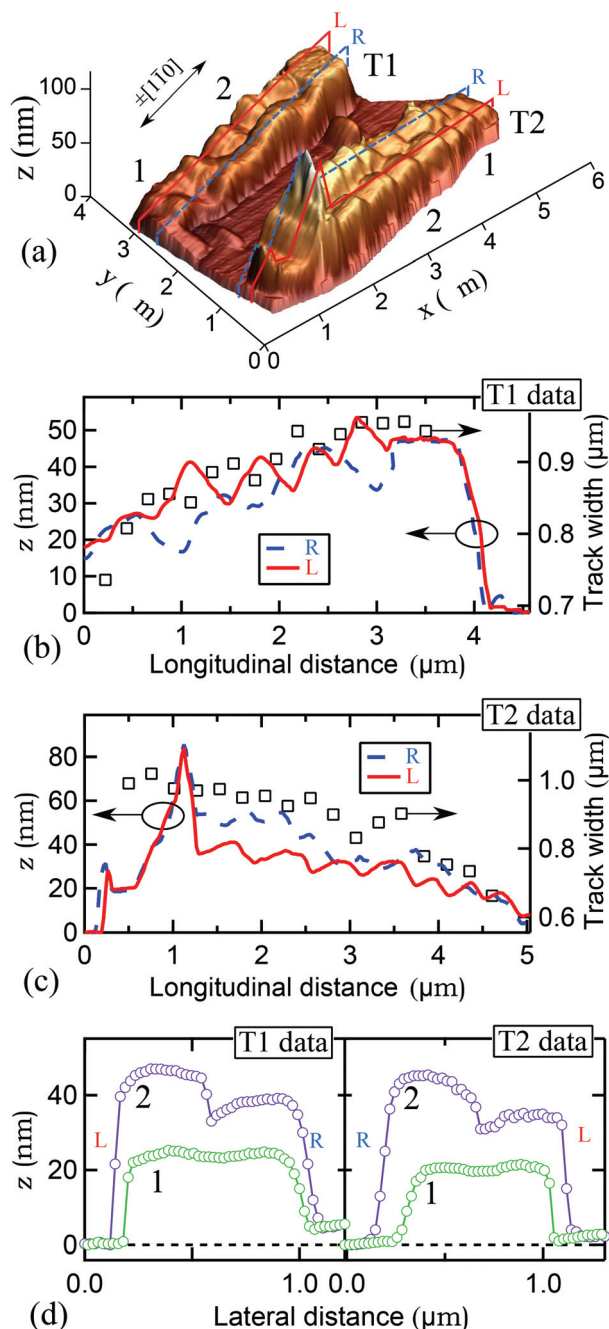 L
R
±[11̄0]
2
T1
R
L
T2
z (nm)
100
50
0
1
1
2
4
3
2
1
0
0
1
2
3
4
5
6
y ( m)
x ( m)
(a)
T1 data
z (nm)
50
40
30
20
10
0
R
L
Track width (µm)
0.9
0.8
0.7
0
1
2
3
4
Longitudinal distance (µm)
(b)
T2 data
z (nm)
80
60
40
20
0
R
L
Track width (µm)
1.0
0.8
0.6
0
1
2
3
4
5
Longitudinal distance (µm)
(c)
T1 data
T2 data
z (nm)
40
20
0
L
2
1
R
R
2
1
L
0.0
1.0
0.0
1.0
Lateral distance (µm)
(d)